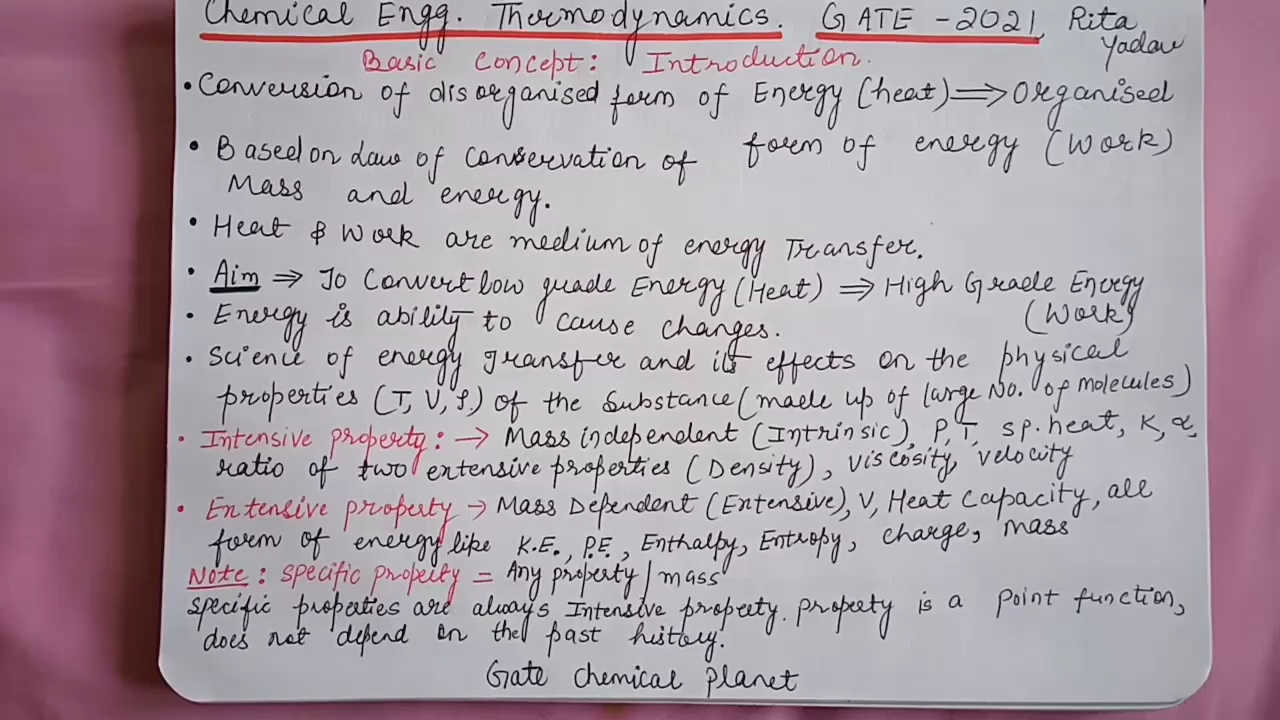 Chemical Engg. Thermodynamics. GATE - 2021, Rita Yadav
Basic Concept: Introduction.
• Conversion of disorganised form of Energy (heat) ⟹ Organised form of energy (Work)
• Based on Law of Conservation of
Mass and energy.
• Heat & Work are medium of energy Transfer.
• Aim ⇒ To Convert low grade Energy (Heat) ⇒ High Grade Energy (Work)
• Energy is ability to cause changes.
• Science of energy Transfer and its effects on the physical
properties (T, V, P.) of the Substance (made up of large No. of molecules)
• Intensive property: → Mass independent (Intrinsic), P, T, sp. heat, K, α,
ratio of two extensive properties (Density), viscosity, velocity
• Extensive property → Mass Dependent (Extensive), V, Heat Capacity, all
form of energy like K.E., P.E., Enthalpy, Entropy, charge, mass
Note: Specific property = Any property / mass
specific properties are always Intensive property. property is a point function,
does not depend on the past history.
Gate Chemical Planet